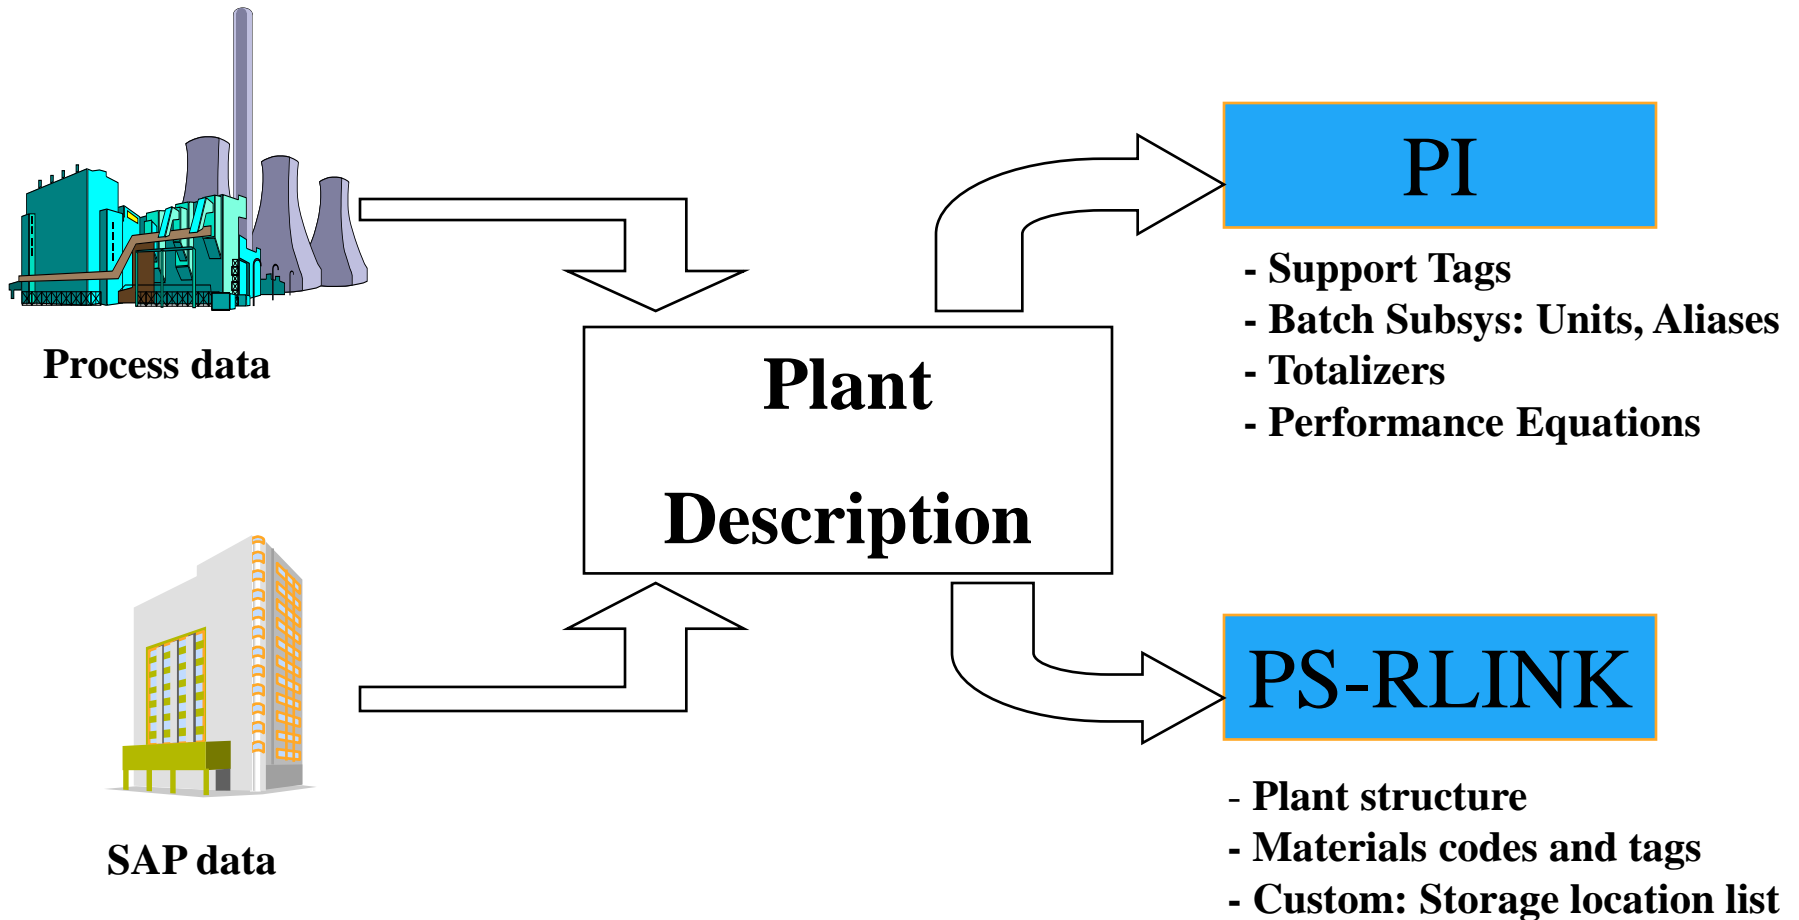 Process data
SAP data
Plant
Description
PI
- Support Tags
- Batch Subsys: Units, Aliases
- Totalizers
- Performance Equations
PS-RLINK
- Plant structure
- Materials codes and tags
- Custom: Storage location list